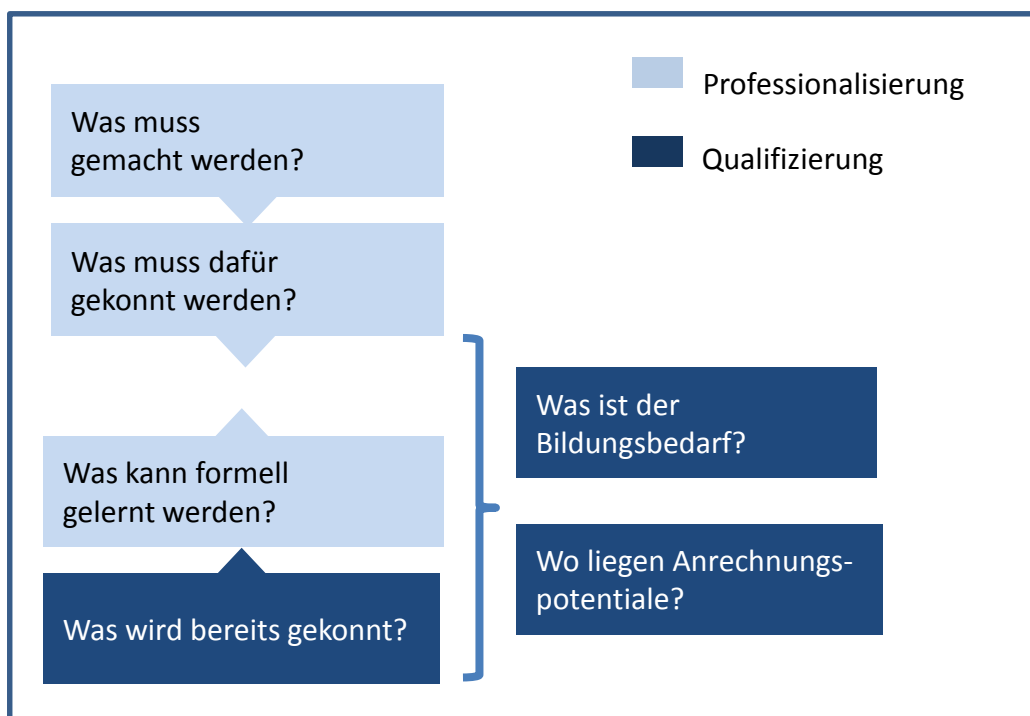 Professionalisierung
Qualifizierung
Was muss
gemacht werden?
Was muss dafür
gekonnt werden?
Was kann formell
gelernt werden?
Was wird bereits gekonnt?
Was ist der
Bildungsbedarf?
Wo liegen Anrechnungs-
potentiale?